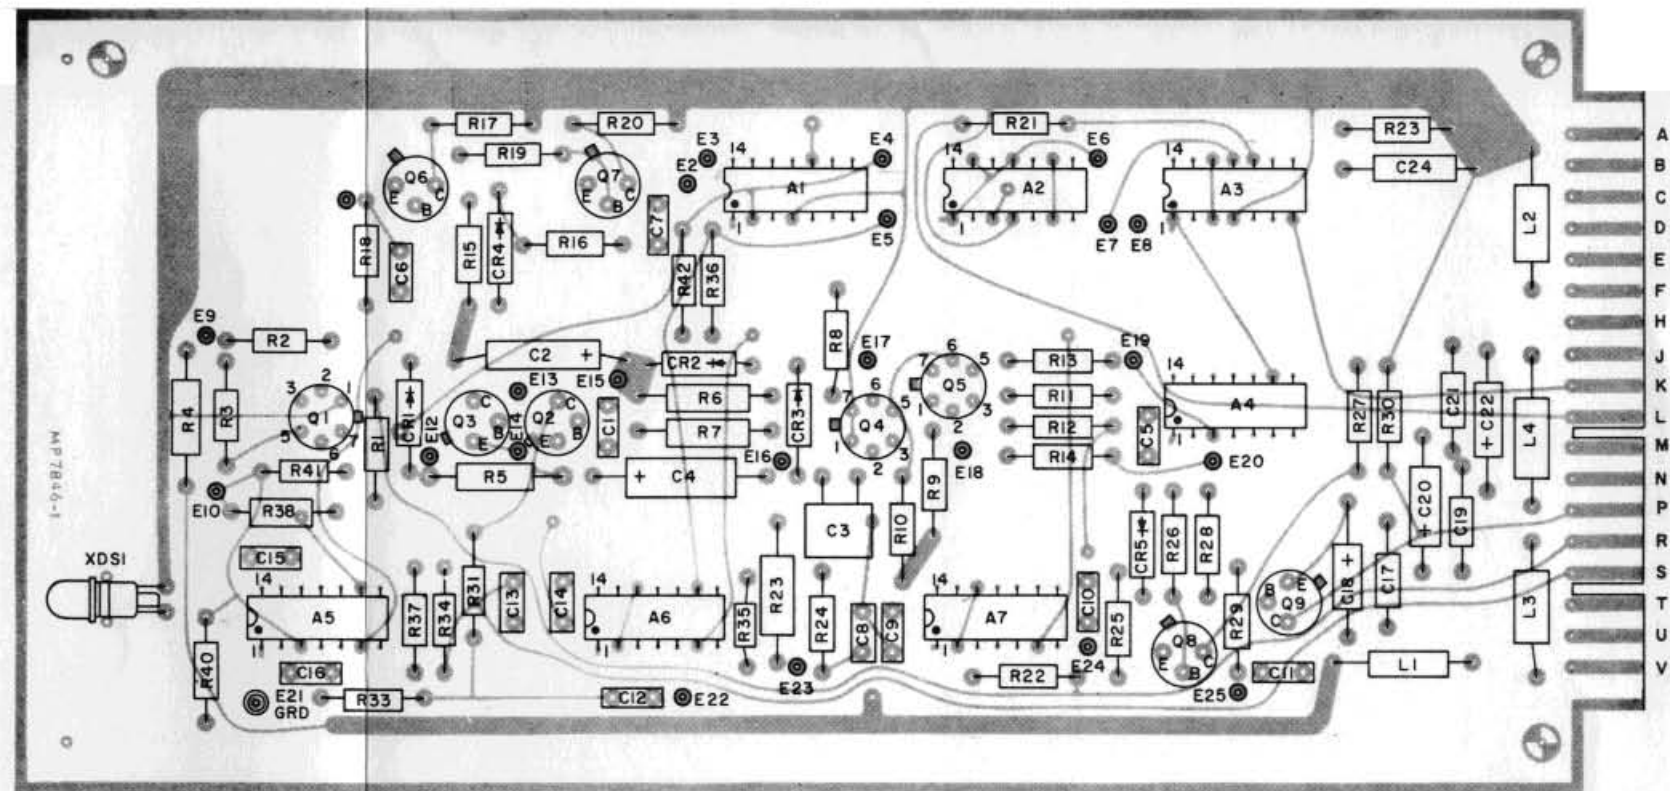 R17
R20
R21
R23
A
E3
E4
E6
R19
14
14
14
B
Q6
Q7
E2
A1
A2
A3
C24
E
C
B
E
C
B
C
C7
1
1
1
L2
D
R18
R15
CR4
R16
E5
E7
E8
C6
R42
R36
E
F
E9
R8
H
R2
C2 +
CR2
E17
R13
E19
J
E15
6
7
5
14
3
2
1
E13
R6
Q5
R11
K
R4
R3
Q1
R1
CR1
Q3
C
B
E
E12
E14
Q2
C
B
E
C1
R7
CR3
7
6
5
Q4
1
2
3
1
2
3
R12
C5
A4
R27
R30
C21
+ C22
L4
L
5
7
6
1
M
R41
R5
+ C4
E16
E18
R14
E20
N
E10
R38
R9
R10
C3
+ C20
C19
P
MP7846-1
XDS1
C15
CR5
R26
R28
R
14
14
14
C18 +
C17
S
A5
R37
R34
R31
C13
C14
A6
R35
R23
R24
C8
C9
A7
C10
R25
R29
B
E
Q9
C
L3
T
U
11
1
1
E24
Q8
E
C
B
C16
C11
L1
V
R40
E21
GRD
R33
C12
E22
E23
R22
E25